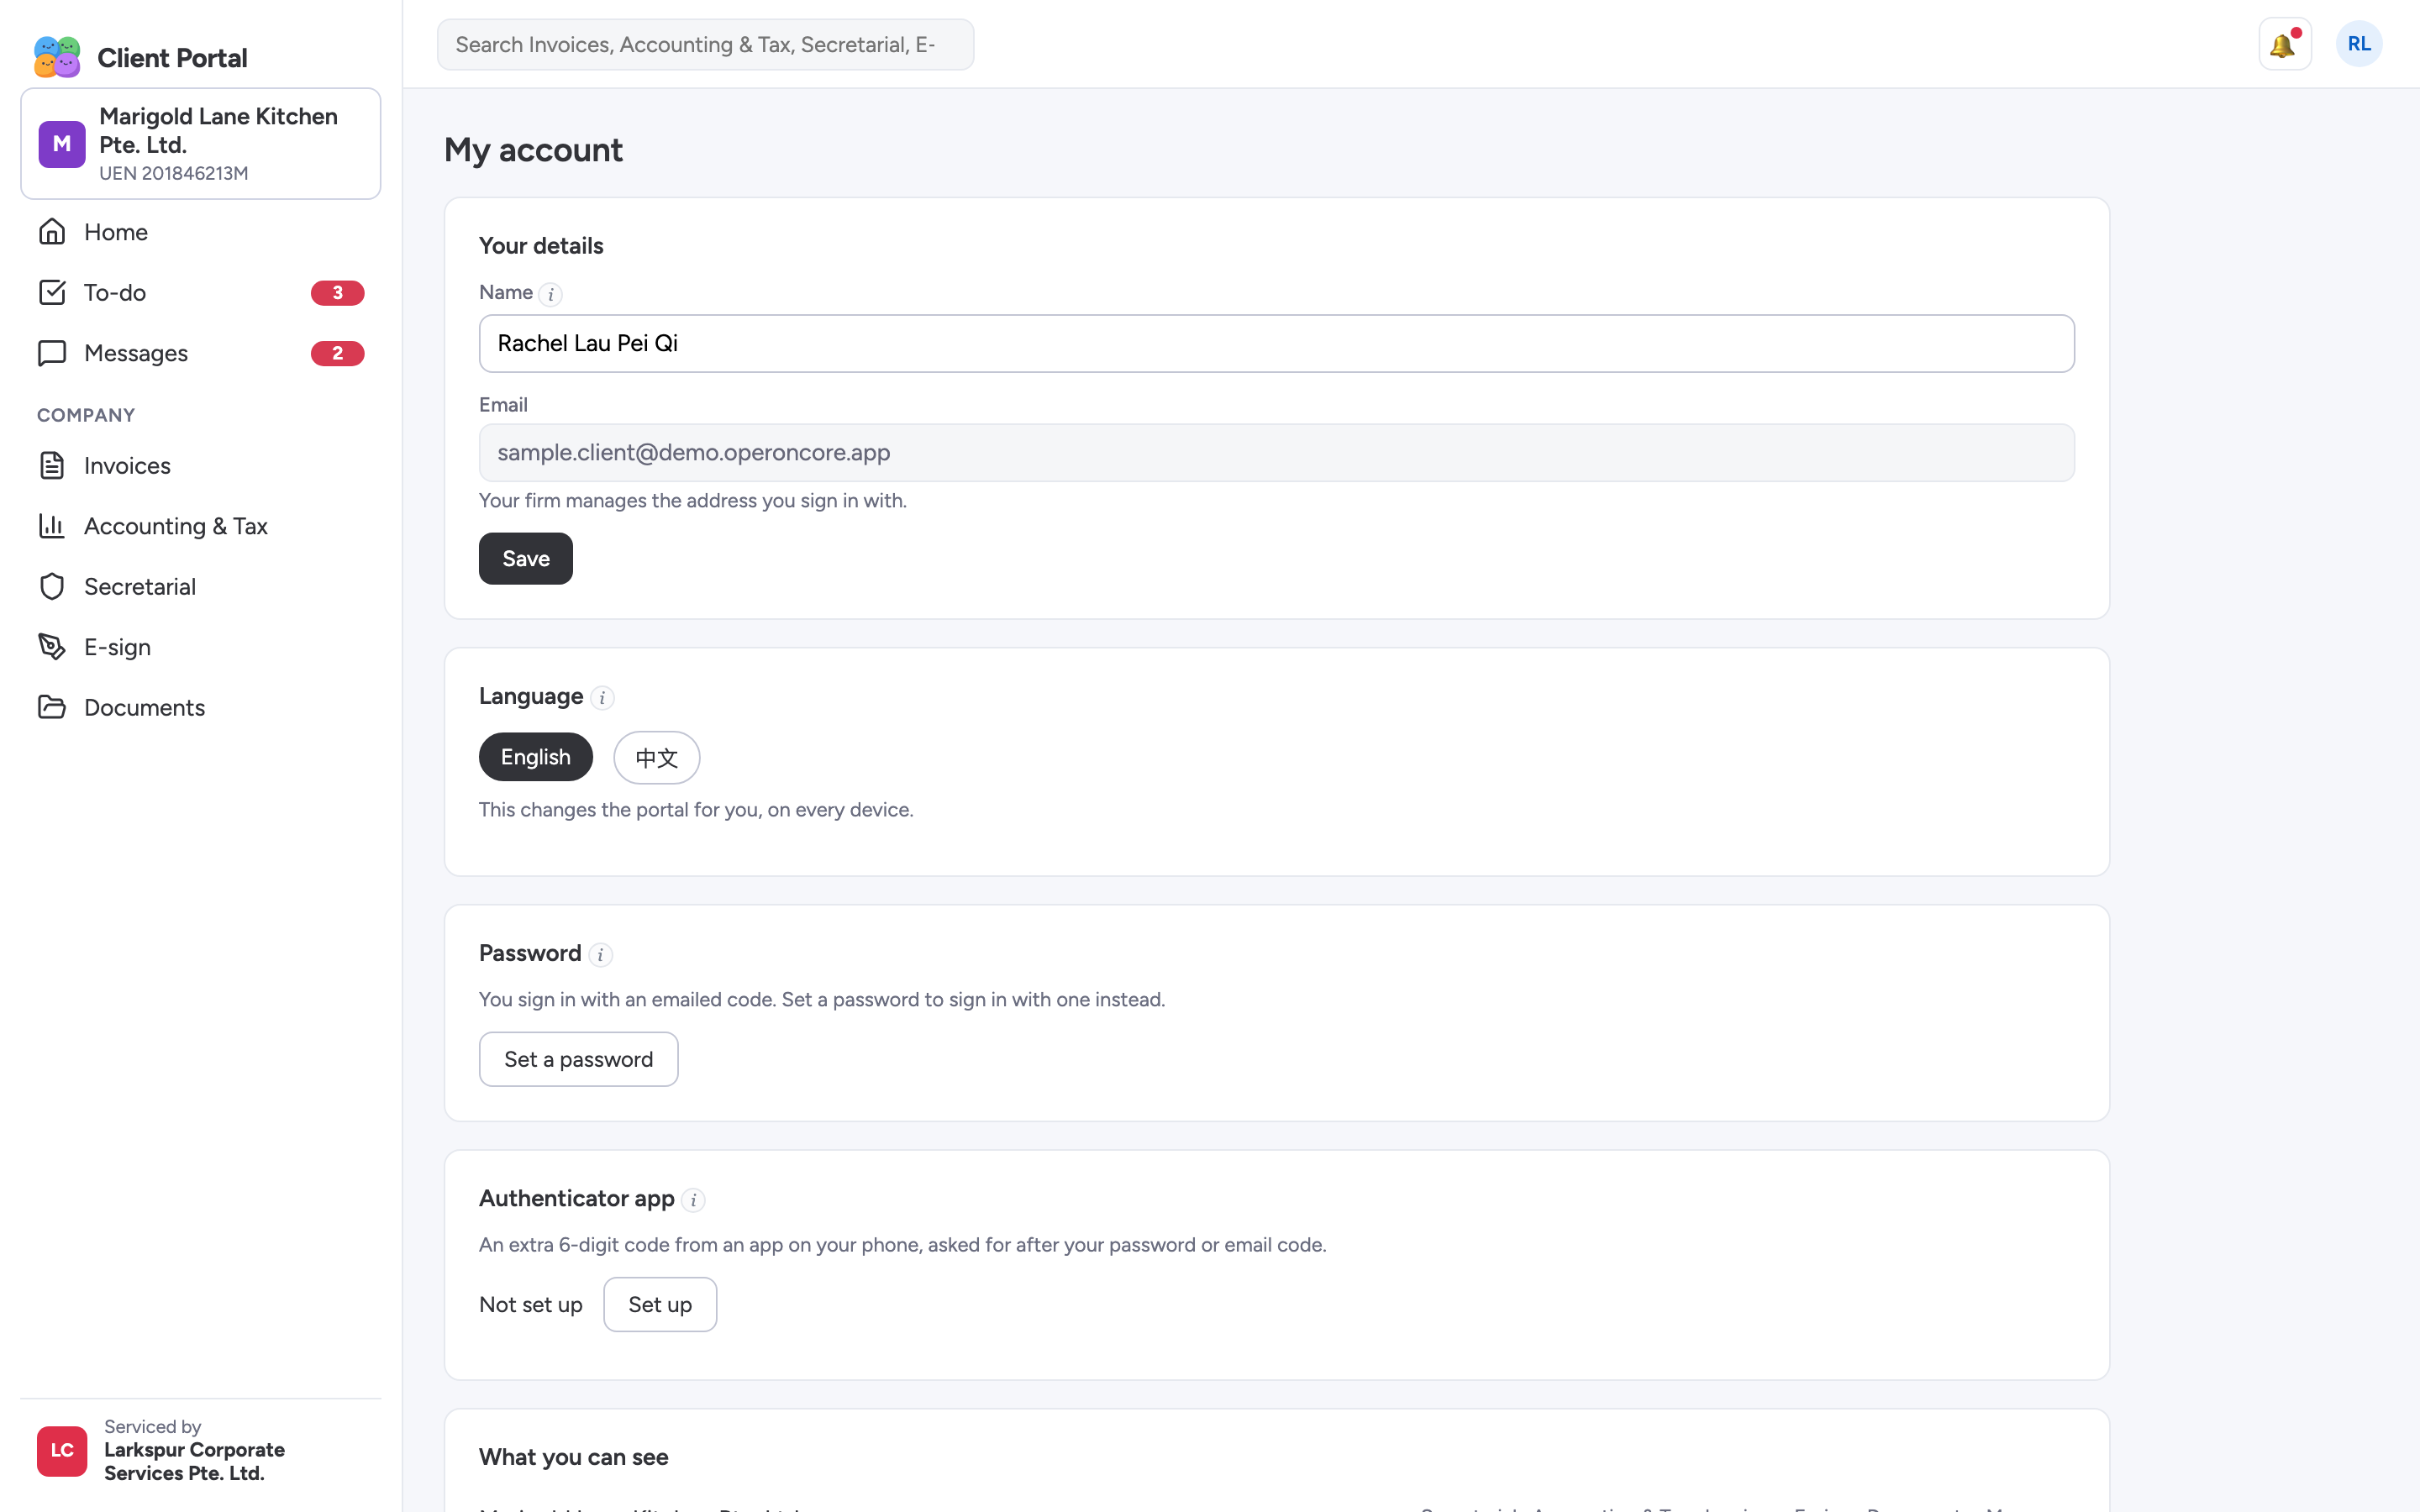 Client Portal
M
Marigold Lane Kitchen
Pte. Ltd.
UEN 201846213M
Home
To-do
3
Messages
2
COMPANY
Invoices
Accounting & Tax
Secretarial
E-sign
Documents
LC
Serviced by
Larkspur Corporate
Services Pte. Ltd.
Search Invoices, Accounting & Tax, Secretarial, E-
RL
My account
Your details
Name i
Rachel Lau Pei Qi
Email
sample.client@demo.operoncore.app
Your firm manages the address you sign in with.
Save
Language i
English
中文
This changes the portal for you, on every device.
Password i
You sign in with an emailed code. Set a password to sign in with one instead.
Set a password
Authenticator app i
An extra 6-digit code from an app on your phone, asked for after your password or email code.
Not set up
Set up
What you can see